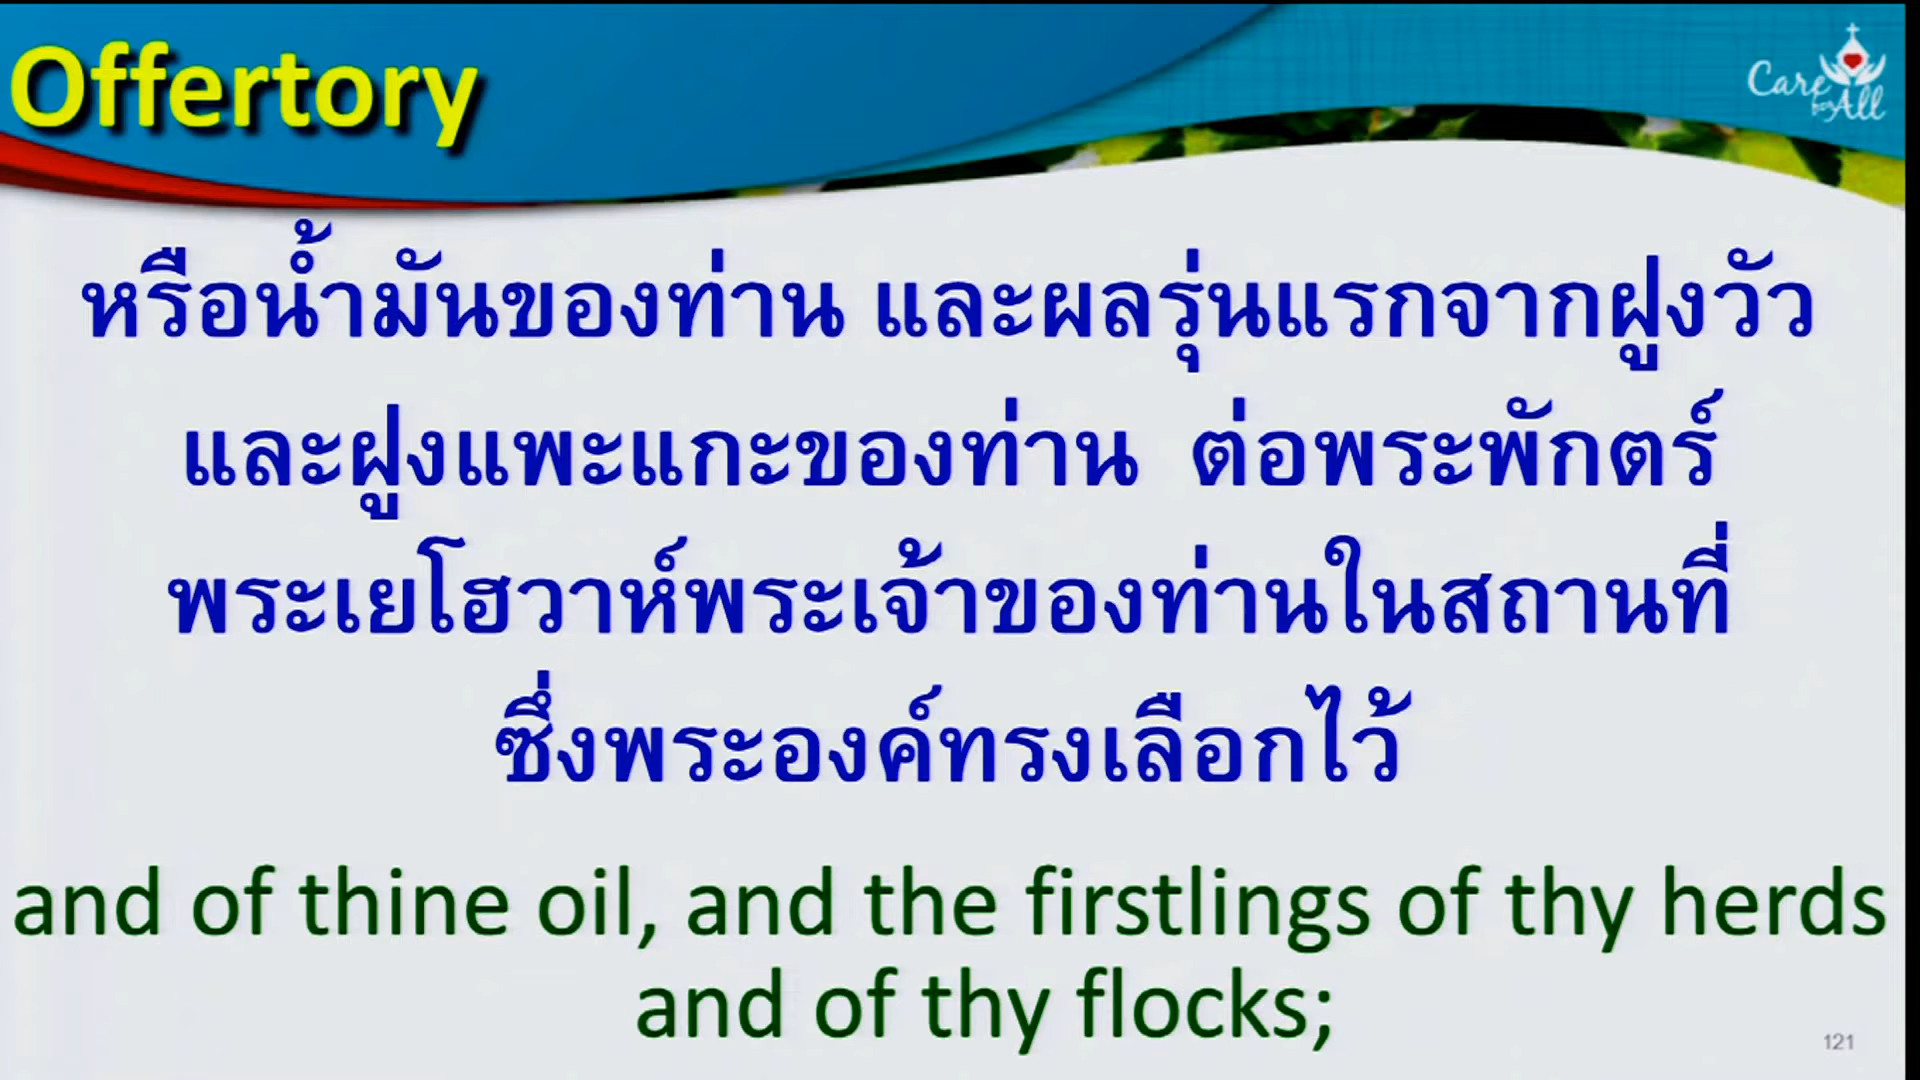 Offertory
Care
for All
หรือน้ำมันของท่าน และผลรุ่นแรกจากฝูงวัว
และฝูงแพะแกะของท่าน ต่อพระพักตร์
พระเยโฮวาห์พระเจ้าของท่านในสถานที่
ซึ่งพระองค์ทรงเลือกไว้
and of thine oil, and the firstlings of thy herds
and of thy flocks;
121